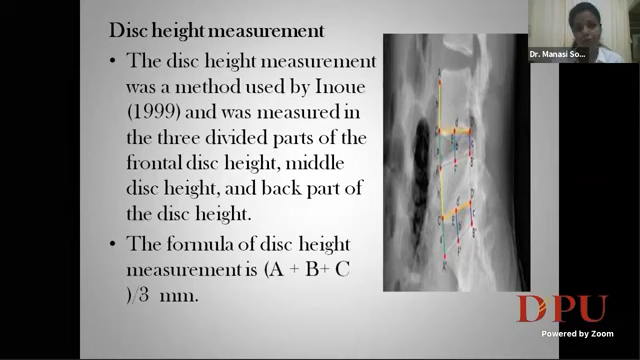 Disc height measurement
• The disc height measurement
was a method used by Inoue
(1999) and was measured in
the three divided parts of the
frontal disc height, middle
disc height, and back part of
the disc height.
• The formula of disc height
measurement is (A + B+ C
)/3 mm.
Dr. Manasi So...
DPU
Powered by Zoom